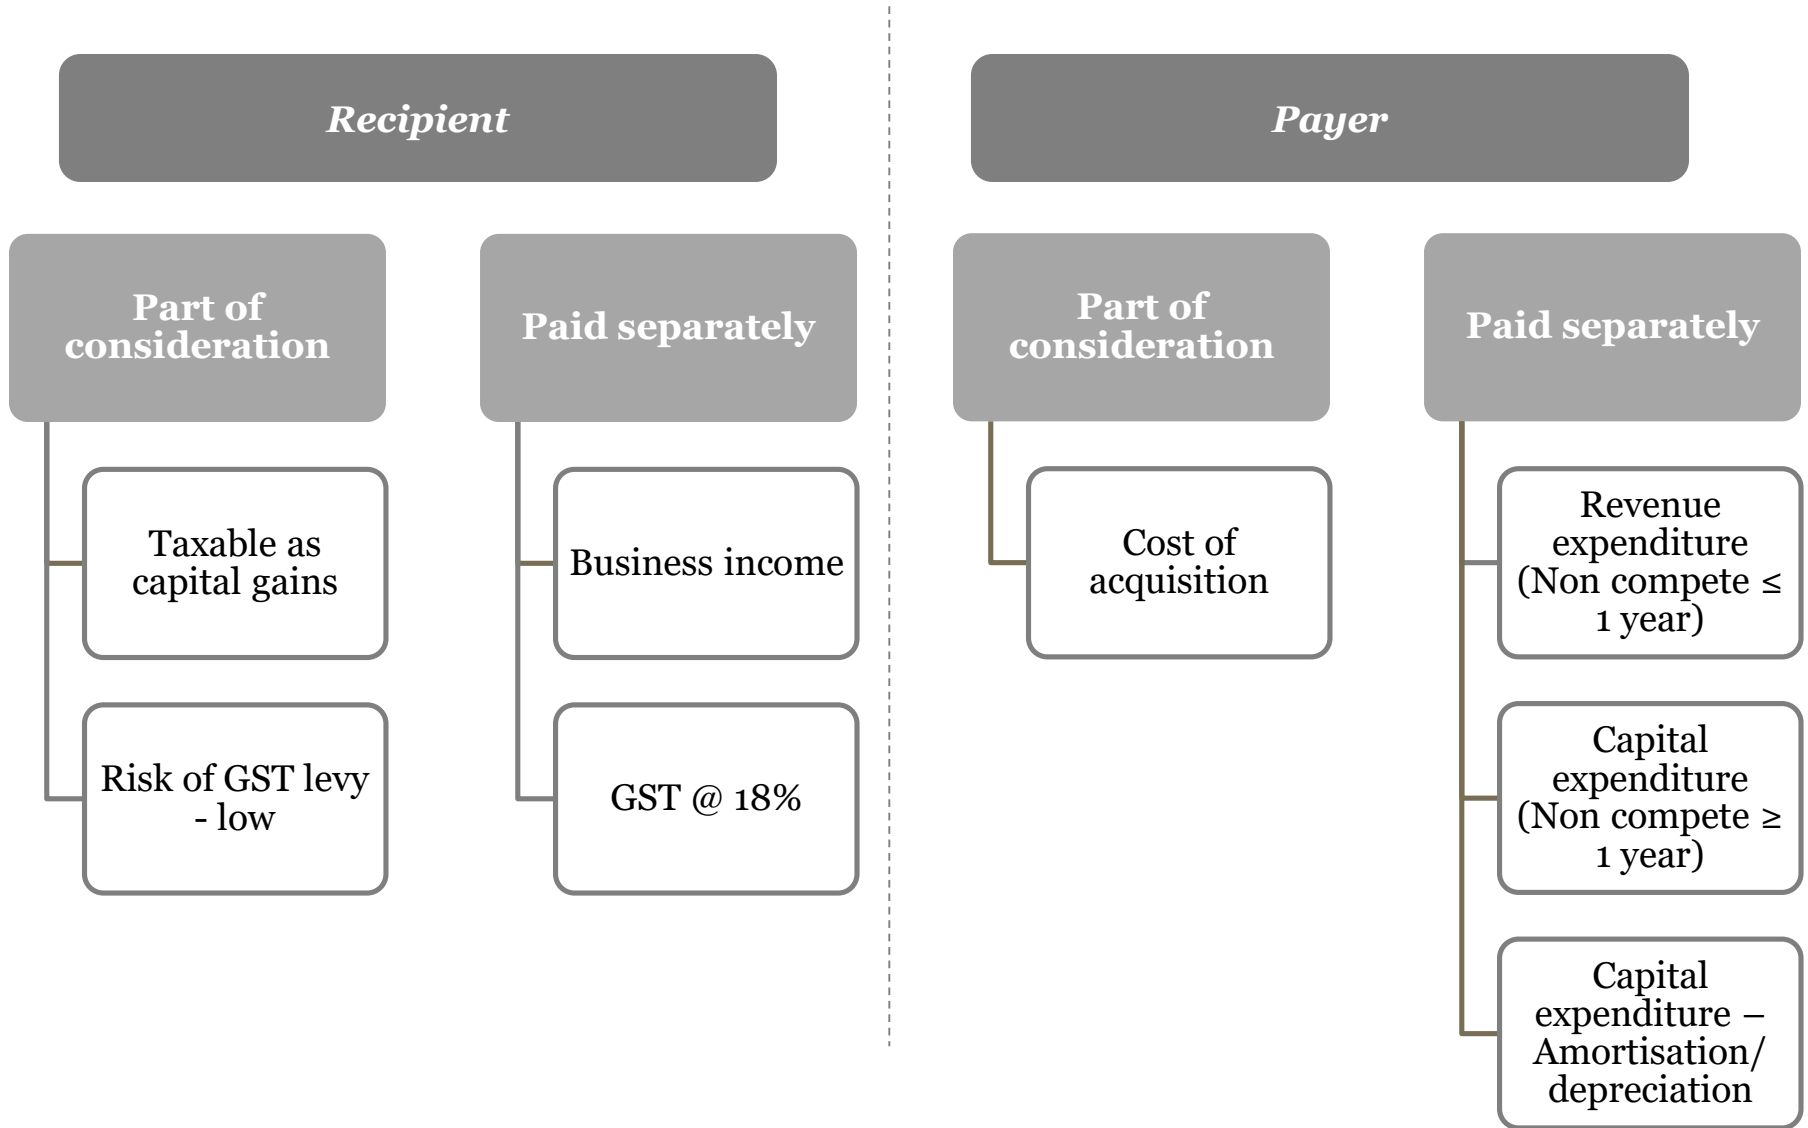 Recipient
Part of
consideration
Taxable as
capital gains
Risk of GST levy
- low
Paid separately
Business income
GST @ 18%
Payer
Part of
consideration
Cost of
acquisition
Paid separately
Revenue
expenditure
(Non compete ≤
1 year)
Capital
expenditure
(Non compete ≥
1 year)
Capital
expenditure –
Amortisation/
depreciation